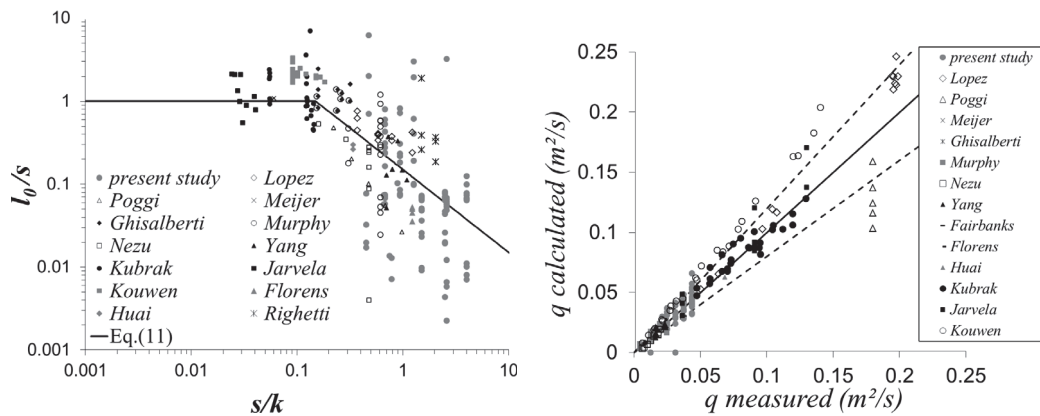 10
1
0.1
0.01
0.001
l₀/s
0.001
0.01
0.1
1
10
s/k
present study
Lopez
Poggi
Meijer
Ghisalberti
Murphy
Nezu
Yang
Kubrak
Jarvela
Kouwen
Florens
Huai
Righetti
Eq.(11)
0.25
0.2
0.15
0.1
0.05
0
q calculated (m²/s)
0
0.05
0.1
0.15
0.2
0.25
q measured (m²/s)
present study
Lopez
Poggi
Meijer
Ghisalberti
Murphy
Nezu
Yang
Fairbanks
Florens
Huai
Kubrak
Jarvela
Kouwen